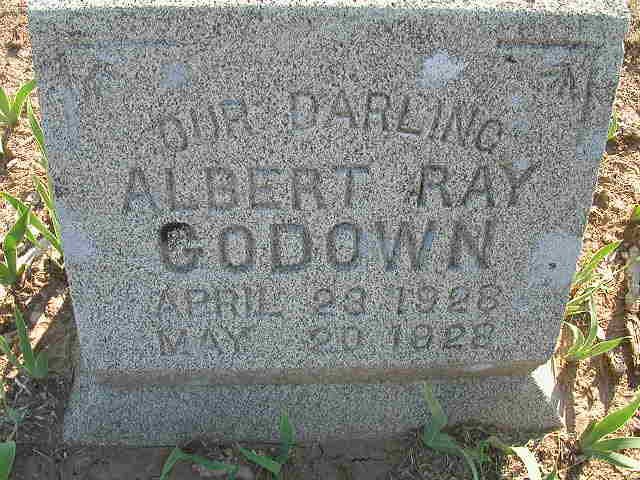 OUR DARLING
ALBERT RAY
GODOWN
APRIL 23 1928
MAY 20 1928